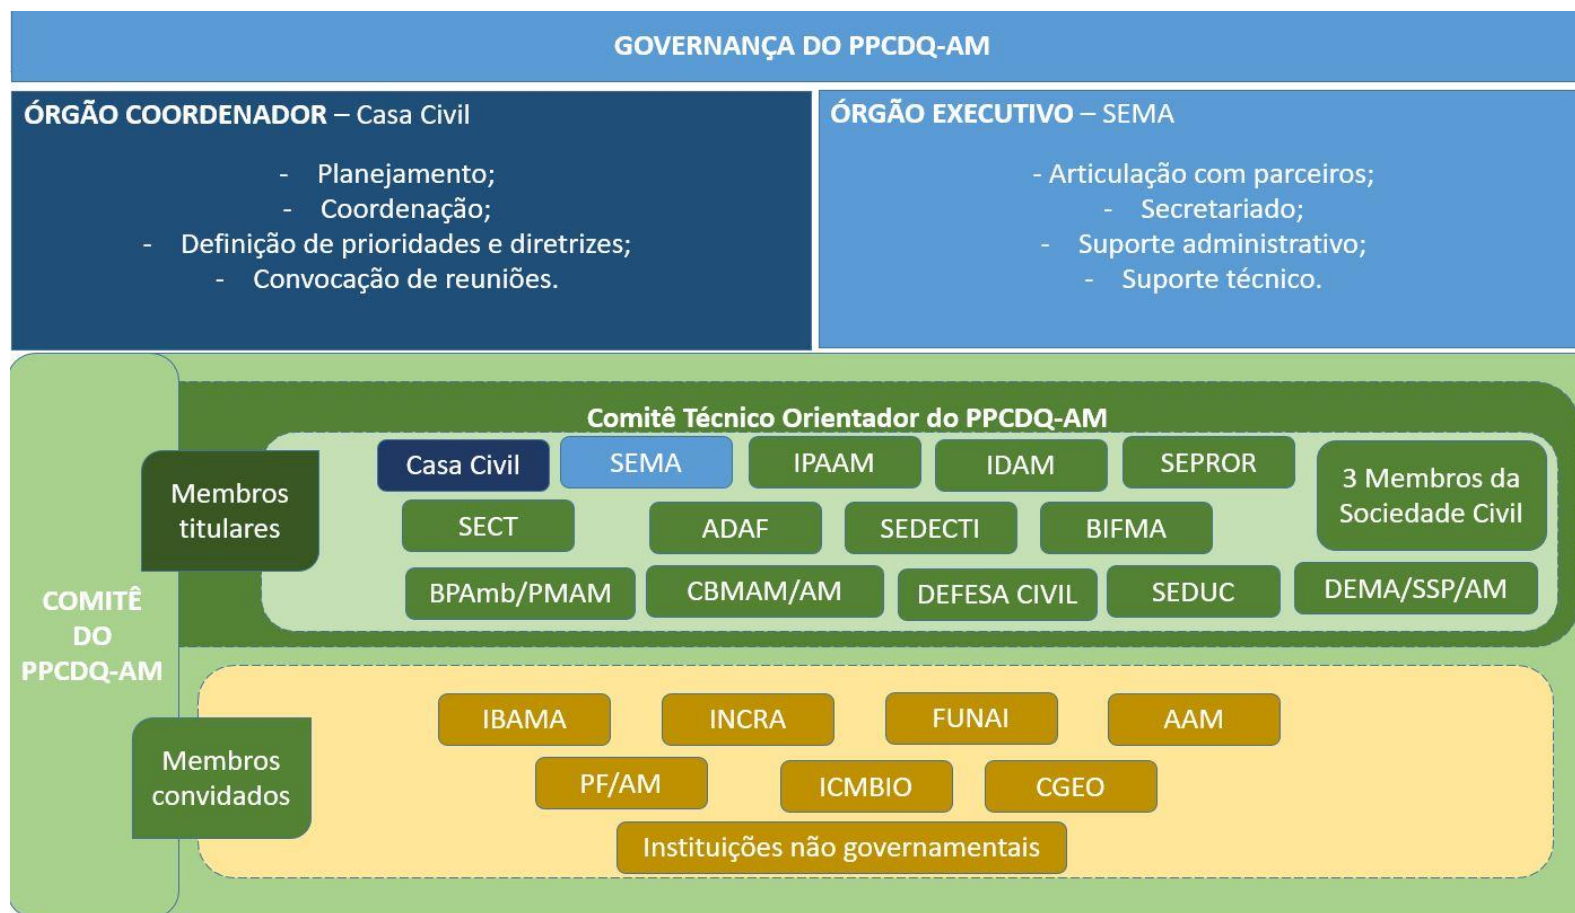 GOVERNANÇA DO PPCDQ-AM
ÓRGÃO COORDENADOR – Casa Civil
- Planejamento;
- Coordenação;
- Definição de prioridades e diretrizes;
- Convocação de reuniões.
ÓRGÃO EXECUTIVO – SEMA
- Articulação com parceiros;
- Secretariado;
- Suporte administrativo;
- Suporte técnico.
COMITÊ
DO
PPCDQ-AM
Comitê Técnico Orientador do PPCDQ-AM
Membros
titulares
Casa Civil
SEMA
IPAAM
IDAM
SEPROR
3 Membros da
Sociedade Civil
SECT
ADAF
SEDECTI
BIFMA
BPAmb/PMAM
CBMAM/AM
DEFESA CIVIL
SEDUC
DEMA/SSP/AM
Membros
convidados
IBAMA
INCRA
FUNAI
AAM
PF/AM
ICMBIO
CGEO
Instituições não governamentais